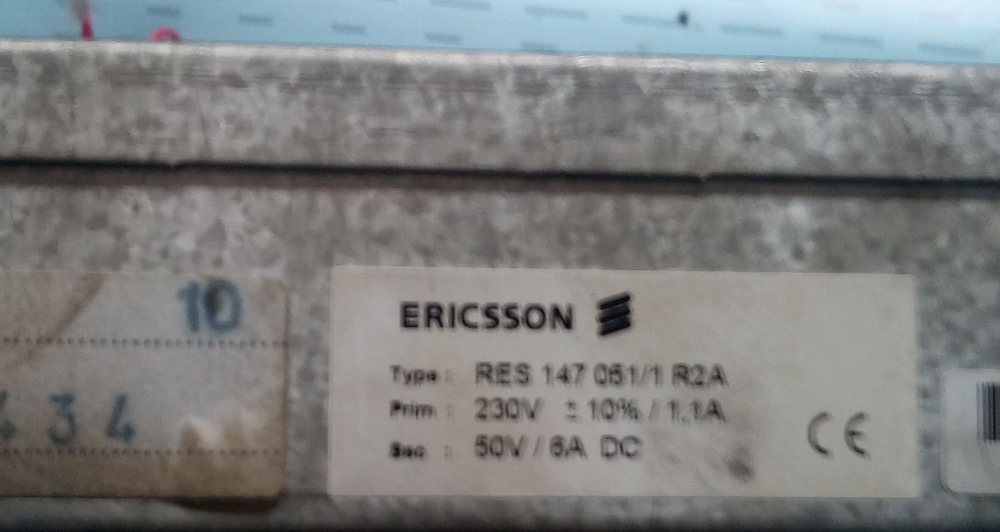 10
434
ERICSSON
Type : RES 147 051/1 R2A
Prim. : 230V ± 10% / 1.1A
Sec : 50V / 6A DC
CE